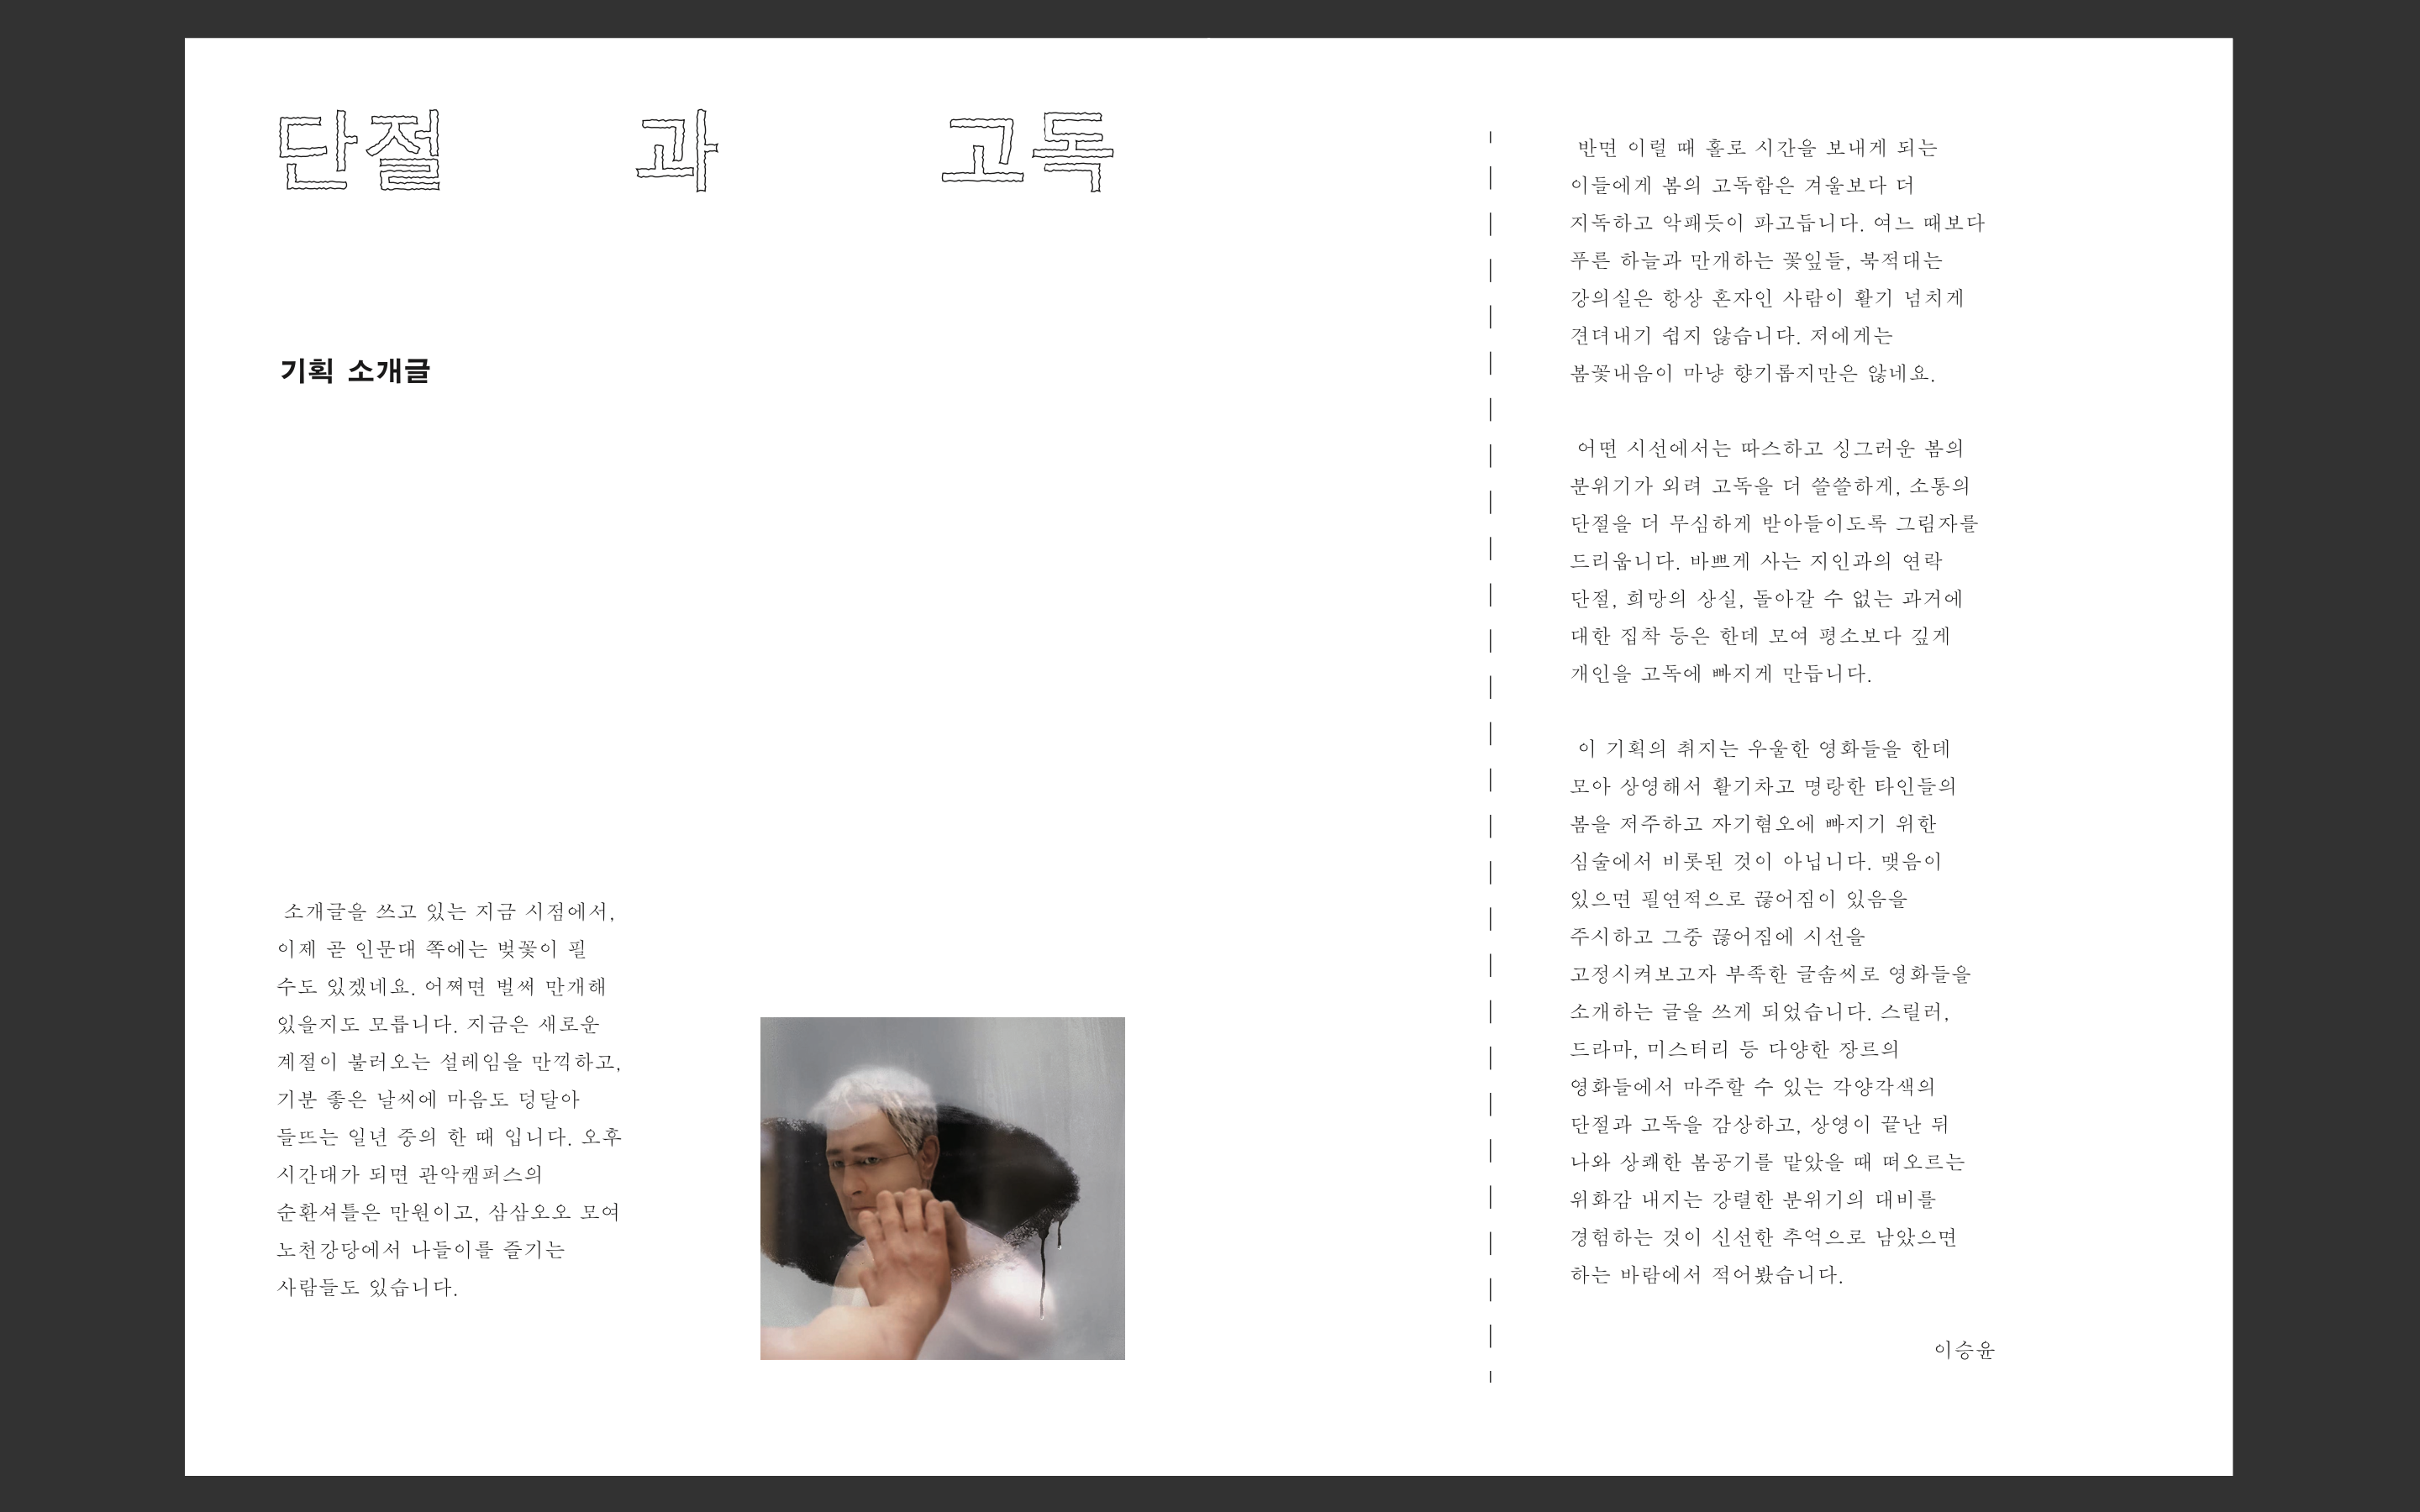 단절 과 고독
기획 소개글
소개글을 쓰고 있는 지금 시점에서,
이제 곧 인문대 쪽에는 벚꽃이 필
수도 있겠네요. 어쩌면 벌써 만개해
있을지도 모릅니다. 지금은 새로운
계절이 불러오는 설레임을 만끽하고,
기분 좋은 날씨에 마음도 덩달아
들뜨는 일년 중의 한 때 입니다. 오후
시간대가 되면 관악캠퍼스의
순환셔틀은 만원이고, 삼삼오오 모여
노천강당에서 나들이를 즐기는
사람들도 있습니다.
반면 이럴 때 홀로 시간을 보내게 되는
이들에게 봄의 고독함은 겨울보다 더
지독하고 악패듯이 파고듭니다. 여느 때보다
푸른 하늘과 만개하는 꽃잎들, 북적대는
강의실은 항상 혼자인 사람이 활기 넘치게
견뎌내기 쉽지 않습니다. 저에게는
봄꽃내음이 마냥 향기롭지만은 않네요.
어떤 시선에서는 따스하고 싱그러운 봄의
분위기가 외려 고독을 더 쓸쓸하게, 소통의
단절을 더 무심하게 받아들이도록 그림자를
드리웁니다. 바쁘게 사는 지인과의 연락
단절, 희망의 상실, 돌아갈 수 없는 과거에
대한 집착 등은 한데 모여 평소보다 깊게
개인을 고독에 빠지게 만듭니다.
이 기획의 취지는 우울한 영화들을 한데
모아 상영해서 활기차고 명랑한 타인들의
봄을 저주하고 자기혐오에 빠지기 위한
심술에서 비롯된 것이 아닙니다. 맺음이
있으면 필연적으로 끊어짐이 있음을
주시하고 그중 끊어짐에 시선을
고정시켜보고자 부족한 글솜씨로 영화들을
소개하는 글을 쓰게 되었습니다. 스릴러,
드라마, 미스터리 등 다양한 장르의
영화들에서 마주할 수 있는 각양각색의
단절과 고독을 감상하고, 상영이 끝난 뒤
나와 상쾌한 봄공기를 맡았을 때 떠오르는
위화감 내지는 강렬한 분위기의 대비를
경험하는 것이 신선한 추억으로 남았으면
하는 바람에서 적어봤습니다.
이승윤